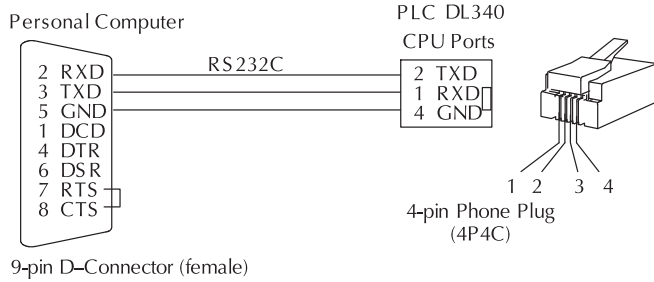 Personal Computer
2 RXD
3 TXD
5 GND
1 DCD
4 DTR
6 DSR
7 RTS
8 CTS
9-pin D–Connector (female)
RS232C
PLC DL340
CPU Ports
2 TXD
1 RXD
4 GND
1 2 3 4
4-pin Phone Plug
(4P4C)